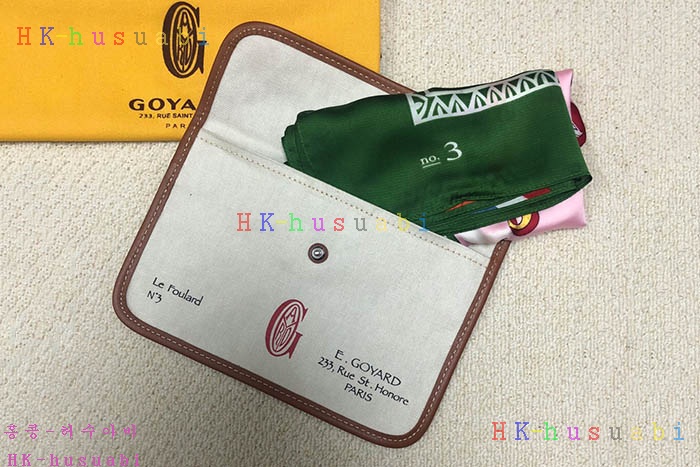 HK-husuabi
GOYARD
233, RUE SAINT
PARI
no. 3
HK-husuabi
Le Foulard
N°3
E. GOYARD
233, Rue St. Honore
PARIS
HK-husuabi
홍콩-허수아비
HK-husuabi